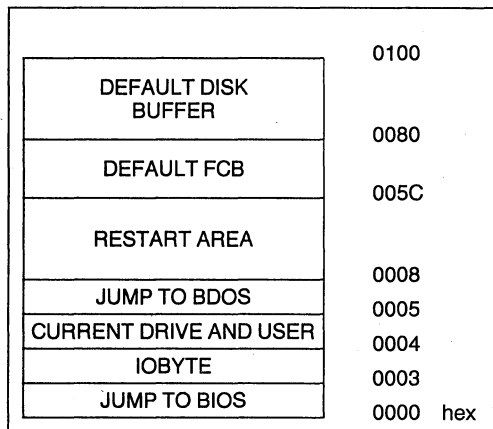 0100
DEFAULT DISK
BUFFER
0080
DEFAULT FCB
005C
RESTART AREA
0008
JUMP TO BDOS
0005
CURRENT DRIVE AND USER
0004
IOBYTE
0003
JUMP TO BIOS
0000 hex